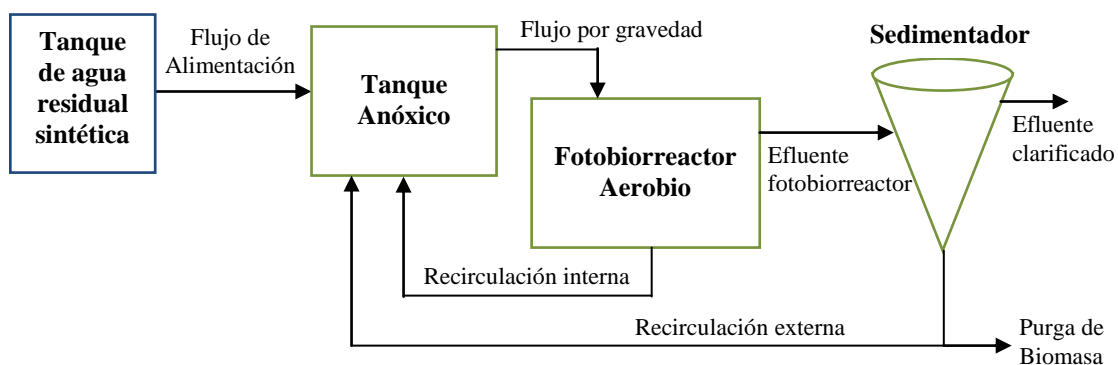 Tanque
de agua
residual
sintética
Flujo de
Alimentación
Tanque
Anóxico
Flujo por gravedad
Fotobiorreactor
Aerobio
Efluente
fotobiorreactor
Sedimentador
Efluente
clarificado
Recirculación interna
Recirculación externa
Purga de
Biomasa